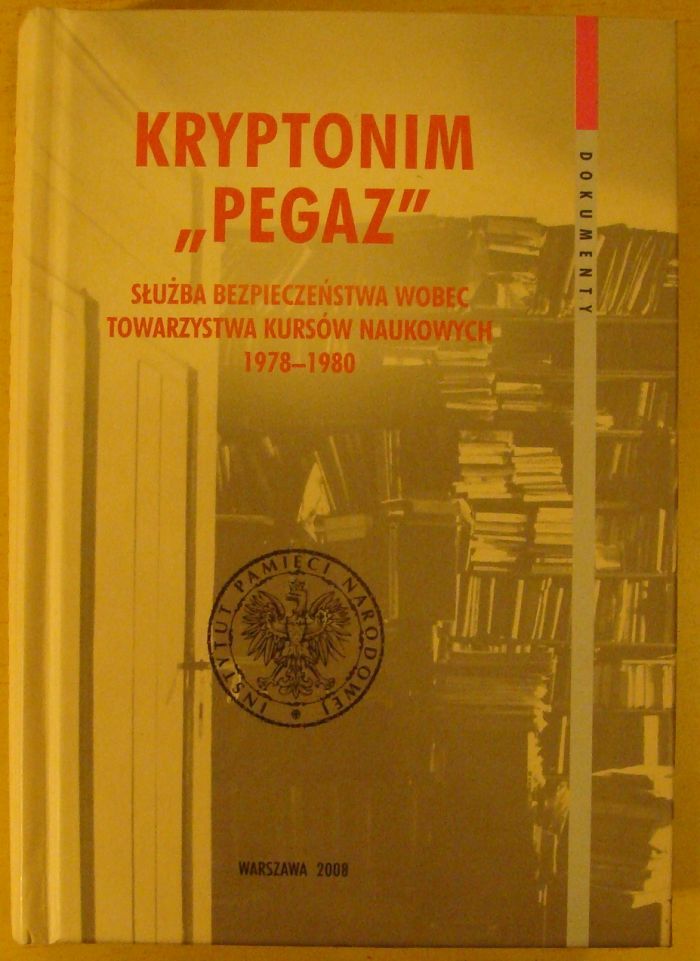 KRYPTONIM
„PEGAZ”
SŁUŻBA BEZPIECZEŃSTWA WOBEC
TOWARZYSTWA KURSÓW NAUKOWYCH
1978–1980
DOKUMENTY
INSTYTUT PAMIĘCI NARODOWEJ
WARSZAWA 2008